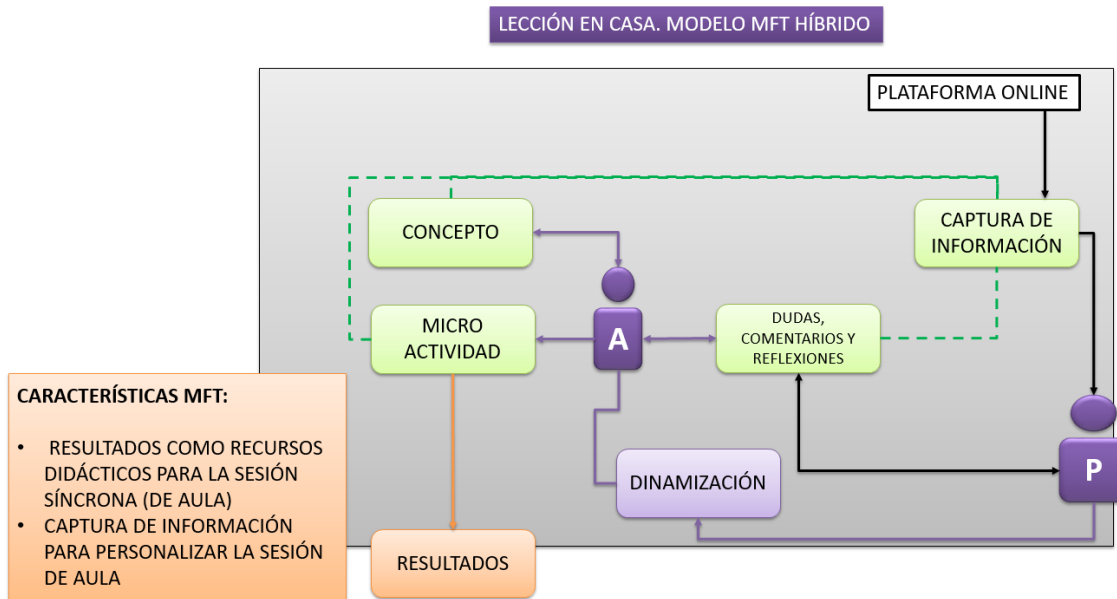 LECCIÓN EN CASA. MODELO MFT HÍBRIDO
PLATAFORMA ONLINE
CONCEPTO
CAPTURA DE
INFORMACIÓN
MICRO
ACTIVIDAD
A
DUDAS,
COMENTARIOS Y
REFLEXIONES
CARACTERÍSTICAS MFT:
• RESULTADOS COMO RECURSOS
DIDÁCTICOS PARA LA SESIÓN
SÍNCRONA (DE AULA)
• CAPTURA DE INFORMACIÓN
PARA PERSONALIZAR LA SESIÓN
DE AULA
DINAMIZACIÓN
P
RESULTADOS